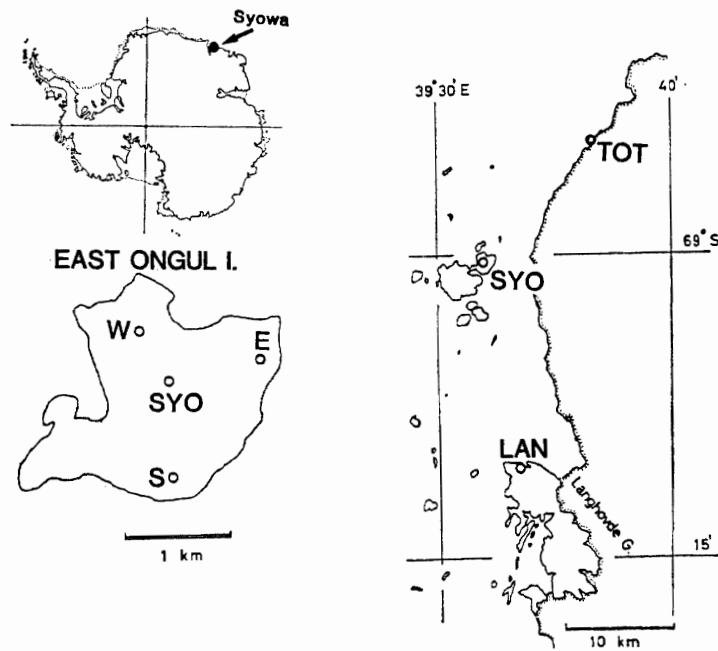 Syowa
EAST ONGUL I.
W
E
SYO
S
1 km
39° 30' E
40'
TOT
69° S
SYO
LAN
Langhovde G.
15'
10 km